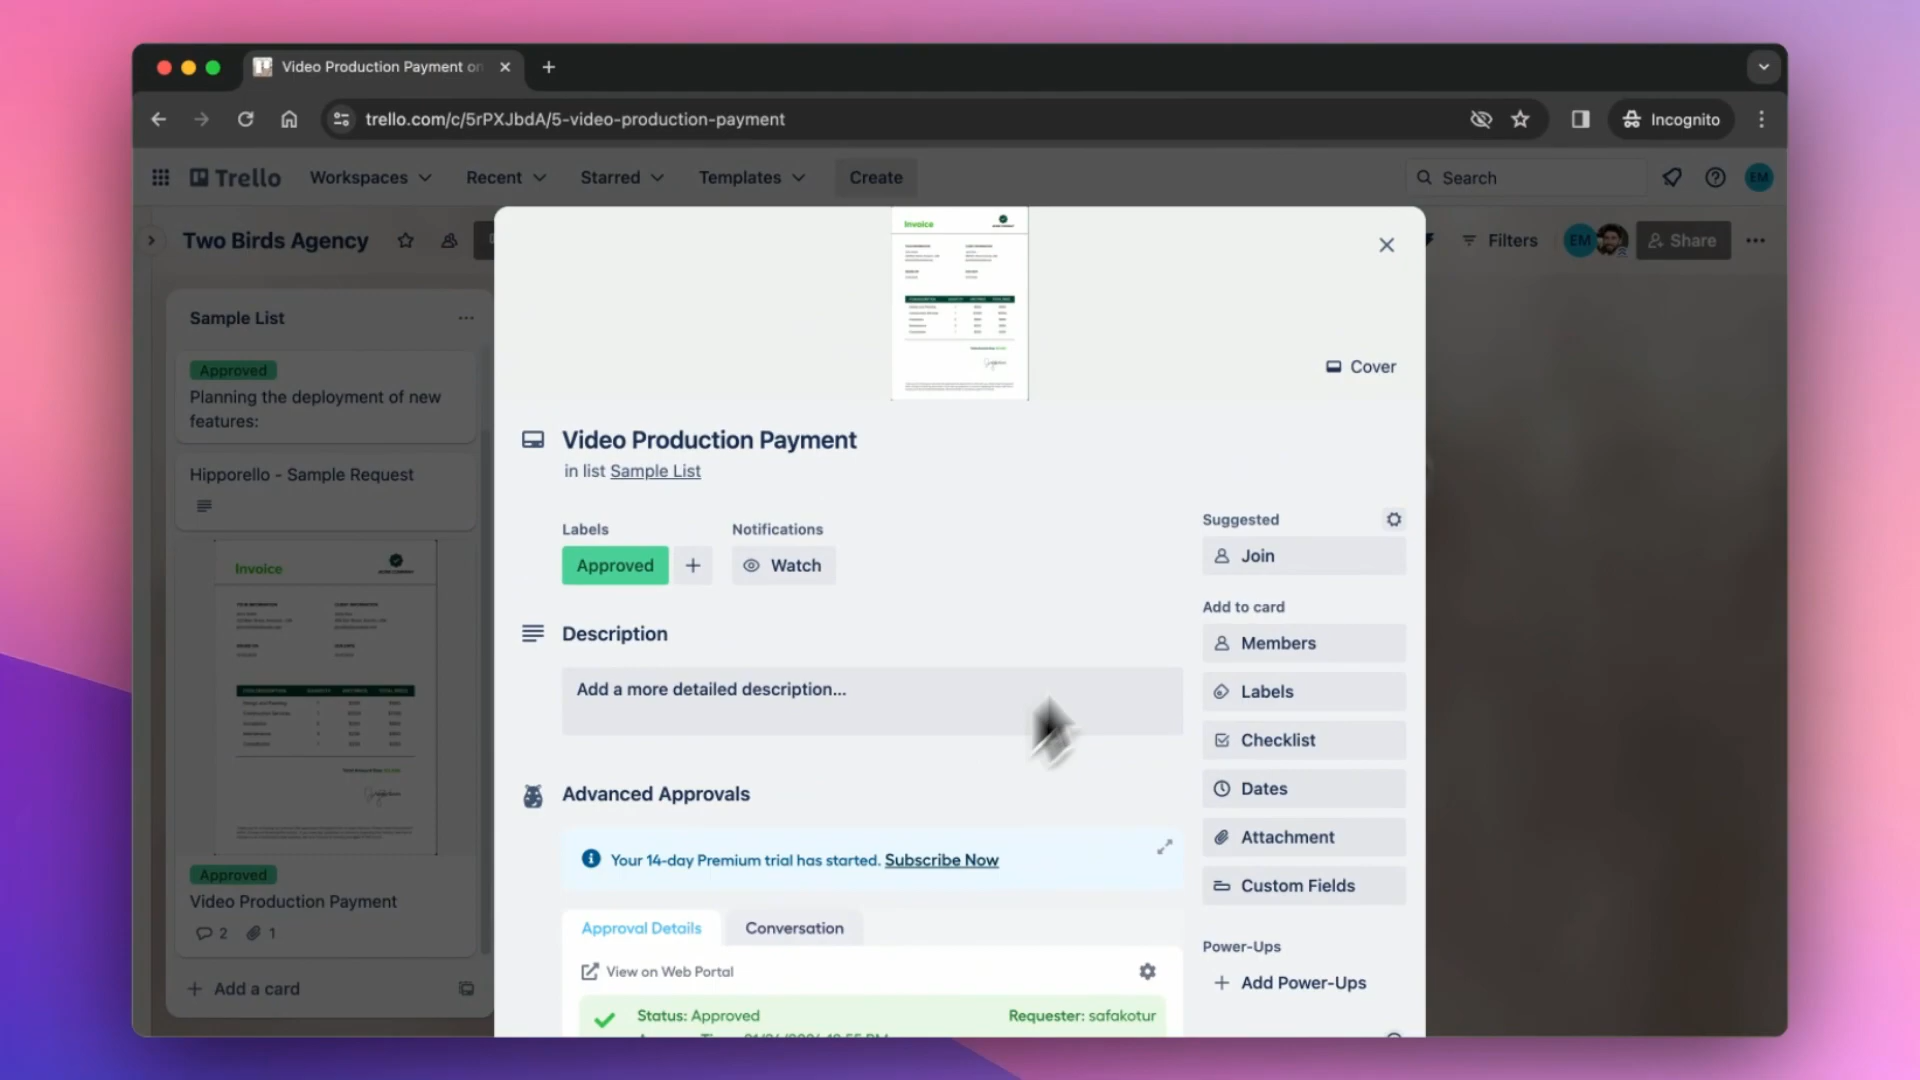 Video Production Payment on
trello.com/c/5rPXJbdA/5-video-production-payment
Incognito
Trello
Workspaces
Recent
Starred
Templates
Create
Search
EM
Two Birds Agency
Filters
EM
Share
Sample List
Approved
Planning the deployment of new
features:
Hipporello - Sample Request
Invoice
Approved
Video Production Payment
2
1
Add a card
Invoice
Cover
Video Production Payment
in list Sample List
Labels
Notifications
Approved
Watch
Description
Add a more detailed description...
Advanced Approvals
Your 14-day Premium trial has started. Subscribe Now
Approval Details
Conversation
View on Web Portal
Status: Approved
Requester: safakotur
Suggested
Join
Add to card
Members
Labels
Checklist
Dates
Attachment
Custom Fields
Power-Ups
Add Power-Ups